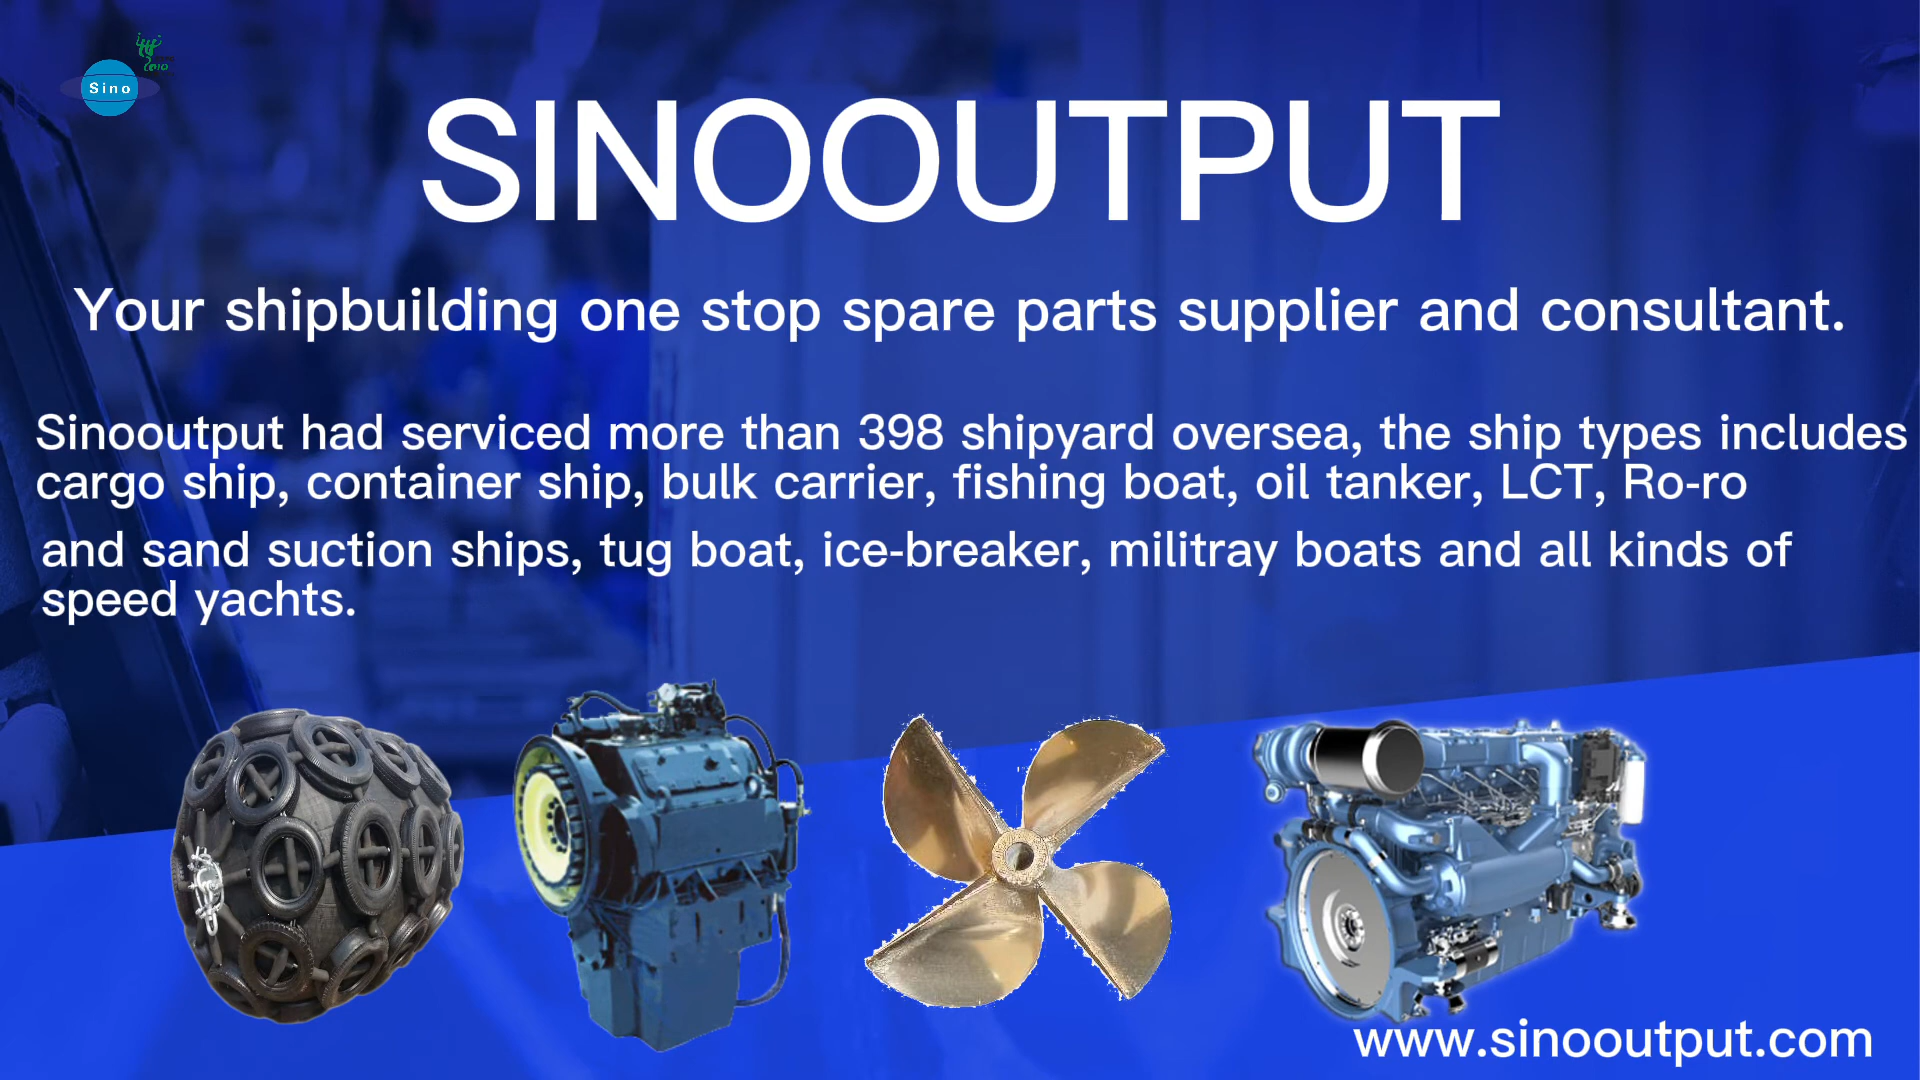 Sino
SINOOUTPUT
Your shipbuilding one stop spare parts supplier and consultant.
Sinooutput had serviced more than 398 shipyard oversea, the ship types includes
cargo ship, container ship, bulk carrier, fishing boat, oil tanker, LCT, Ro-ro
and sand suction ships, tug boat, ice-breaker, militray boats and all kinds of
speed yachts.
www.sinooutput.com